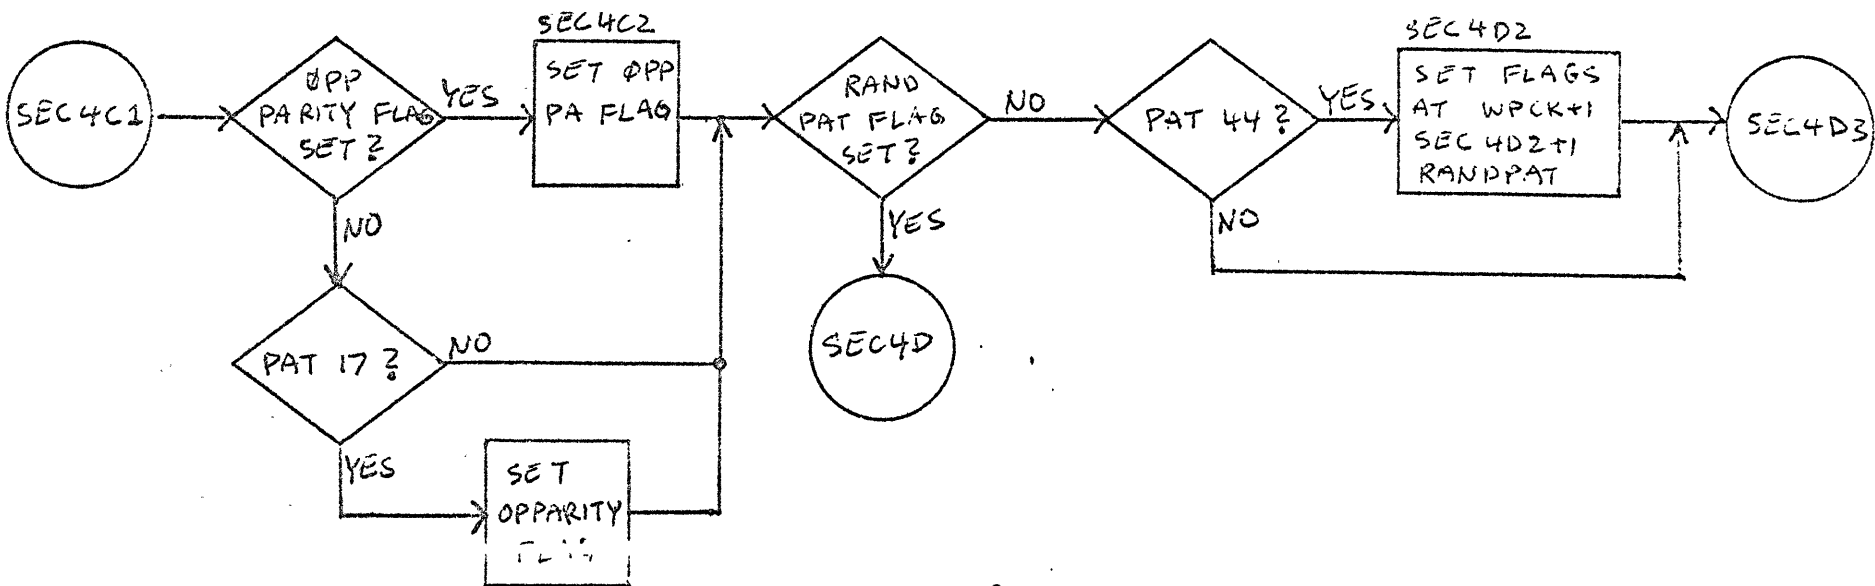 SEC4C1
ØPP
PARITY FLAG
SET?
YES
NO
SEC4C2
SET ØPP
PA FLAG
PAT 17?
NO
YES
SET
OPPARITY
RAND
PAT FLAG
SET?
NO
YES
SEC4D
PAT 44?
YES
NO
SEC4D2
SET FLAGS
AT WPCK+1
SEC4D2+1
RANDPAT
SEC4D3